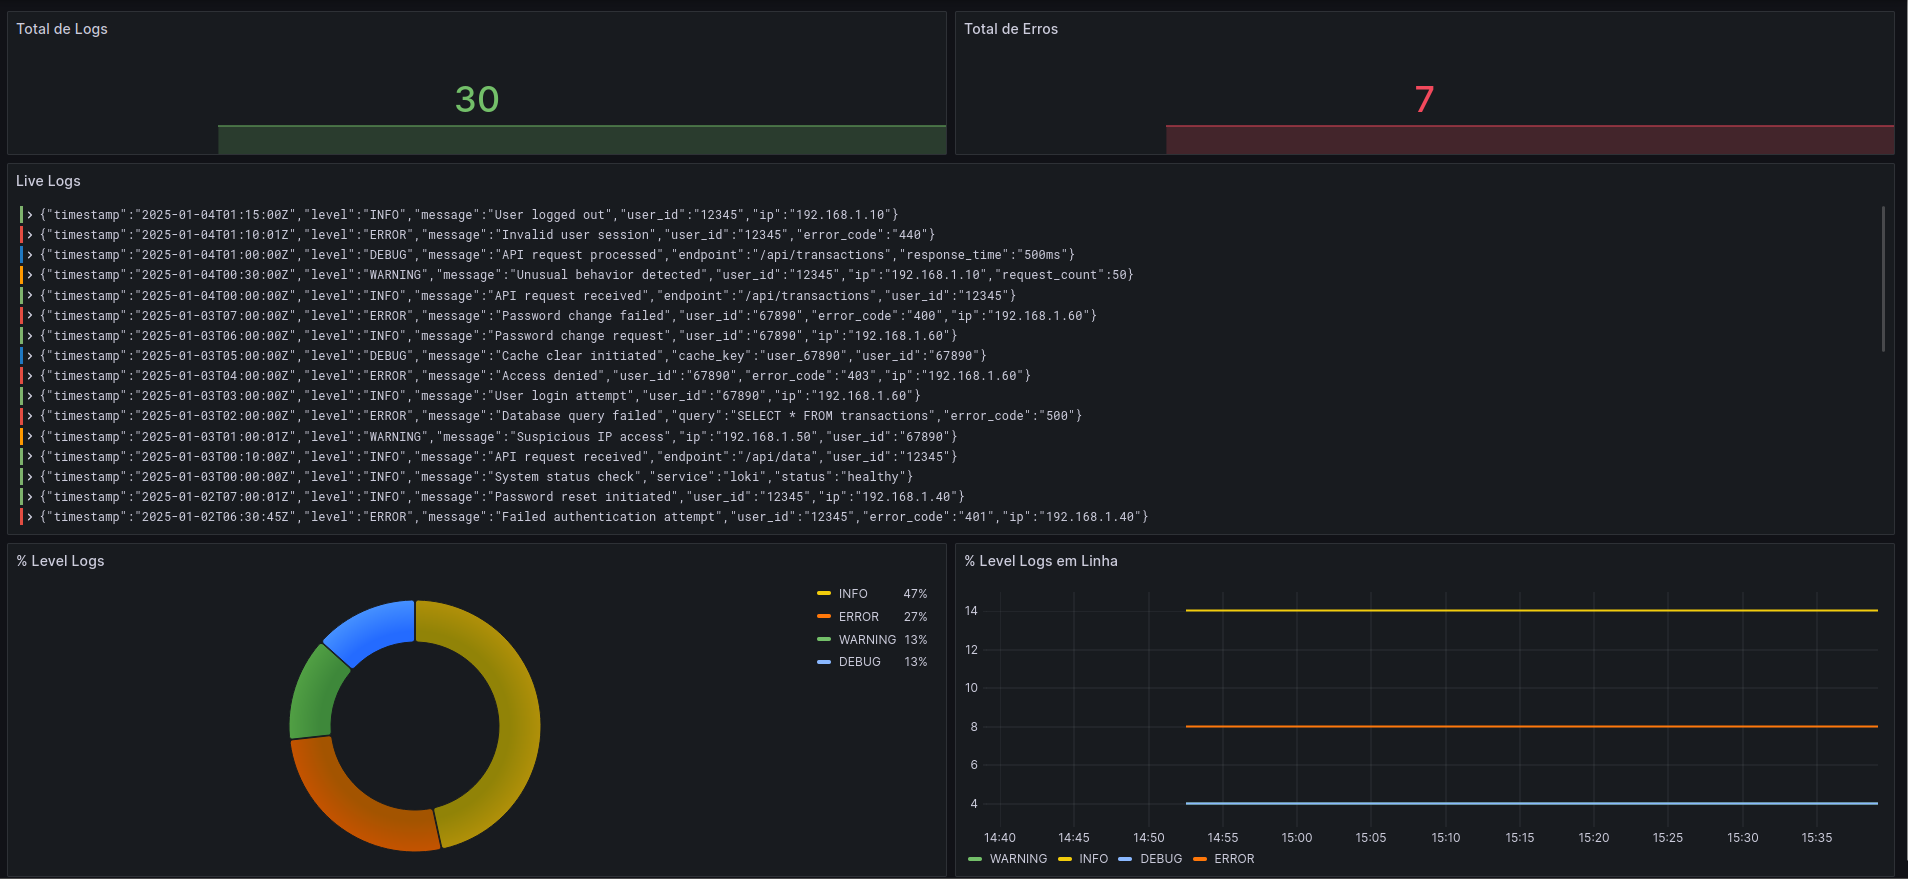 Total de Logs
30
Total de Erros
7
Live Logs
{"timestamp":"2025-01-04T01:15:00Z","level":"INFO","message":"User logged out","user_id":"12345","ip":"192.168.1.10"}
{"timestamp":"2025-01-04T01:10:01Z","level":"ERROR","message":"Invalid user session","user_id":"12345","error_code":"440"}
{"timestamp":"2025-01-04T01:00:00Z","level":"DEBUG","message":"API request processed","endpoint":"/api/transactions","response_time":"500ms"}
{"timestamp":"2025-01-04T00:30:00Z","level":"WARNING","message":"Unusual behavior detected","user_id":"12345","ip":"192.168.1.10","request_count":50}
{"timestamp":"2025-01-04T00:00:00Z","level":"INFO","message":"API request received","endpoint":"/api/transactions","user_id":"12345"}
{"timestamp":"2025-01-03T07:00:00Z","level":"ERROR","message":"Password change failed","user_id":"67890","error_code":"400","ip":"192.168.1.60"}
{"timestamp":"2025-01-03T06:00:00Z","level":"INFO","message":"Password change request","user_id":"67890","ip":"192.168.1.60"}
{"timestamp":"2025-01-03T05:00:00Z","level":"DEBUG","message":"Cache clear initiated","cache_key":"user_67890","user_id":"67890"}
{"timestamp":"2025-01-03T04:00:00Z","level":"ERROR","message":"Access denied","user_id":"67890","error_code":"403","ip":"192.168.1.60"}
{"timestamp":"2025-01-03T03:00:00Z","level":"INFO","message":"User login attempt","user_id":"67890","ip":"192.168.1.60"}
{"timestamp":"2025-01-03T02:00:00Z","level":"ERROR","message":"Database query failed","query":"SELECT * FROM transactions","error_code":"500"}
{"timestamp":"2025-01-03T01:00:01Z","level":"WARNING","message":"Suspicious IP access","ip":"192.168.1.50","user_id":"67890"}
{"timestamp":"2025-01-03T00:10:00Z","level":"INFO","message":"API request received","endpoint":"/api/data","user_id":"12345"}
{"timestamp":"2025-01-03T00:00:00Z","level":"INFO","message":"System status check","service":"loki","status":"healthy"}
{"timestamp":"2025-01-02T07:00:01Z","level":"INFO","message":"Password reset initiated","user_id":"12345","ip":"192.168.1.40"}
{"timestamp":"2025-01-02T06:30:45Z","level":"ERROR","message":"Failed authentication attempt","user_id":"12345","error_code":"401","ip":"192.168.1.40"}
% Level Logs
INFO 47%
ERROR 27%
WARNING 13%
DEBUG 13%
% Level Logs em Linha
14
12
10
8
6
4
14:40 14:45 14:50 14:55 15:00 15:05 15:10 15:15 15:20 15:25 15:30 15:35
WARNING INFO DEBUG ERROR